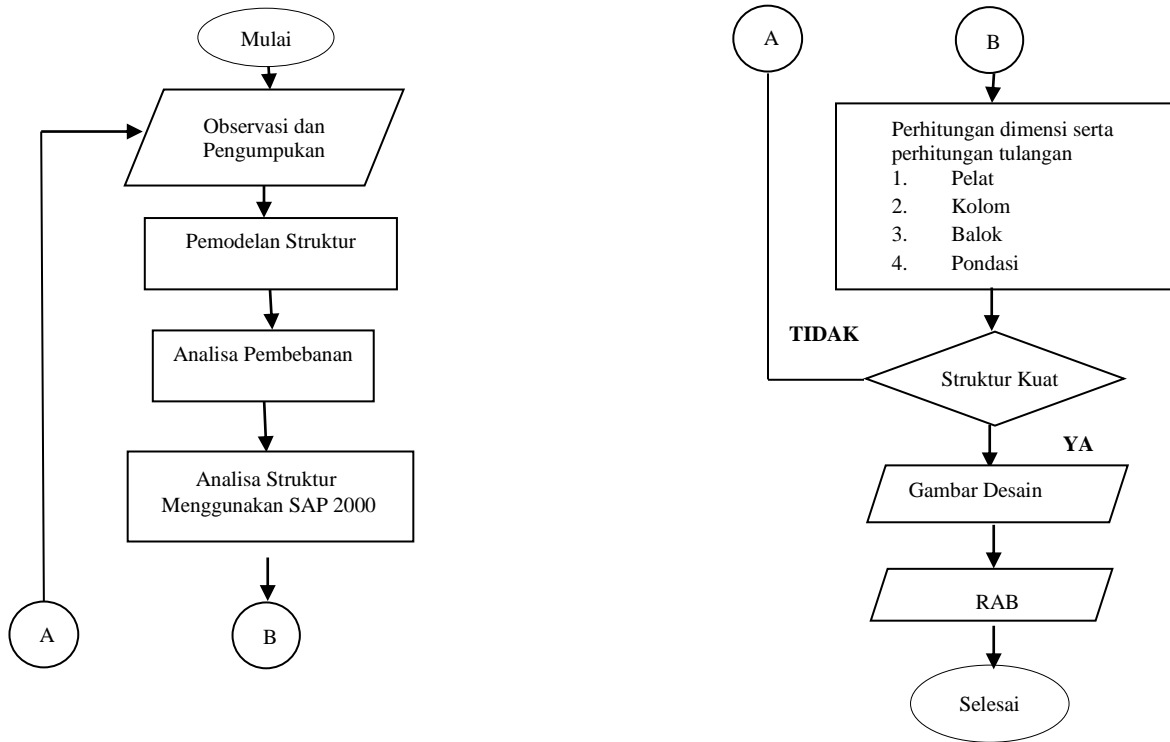 Mulai
Observasi dan
Pengumpukan
Pemodelan Struktur
Analisa Pembebanan
Analisa Struktur
Menggunakan SAP 2000
A
B
A
B
Perhitungan dimensi serta
perhitungan tulangan
1. Pelat
2. Kolom
3. Balok
4. Pondasi
TIDAK
Struktur Kuat
YA
Gambar Desain
RAB
Selesai